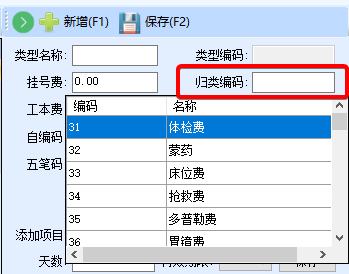 新增(F1) 保存(F2)
类型名称: 类型编码:
挂号费: 0.00 归类编码:
工本费
编码 名称
31 体检费
自编码
32 蒙药
五笔码
33 床位费
34 抢救费
35 多普勒费
添加项目
36 胃镜费
天数